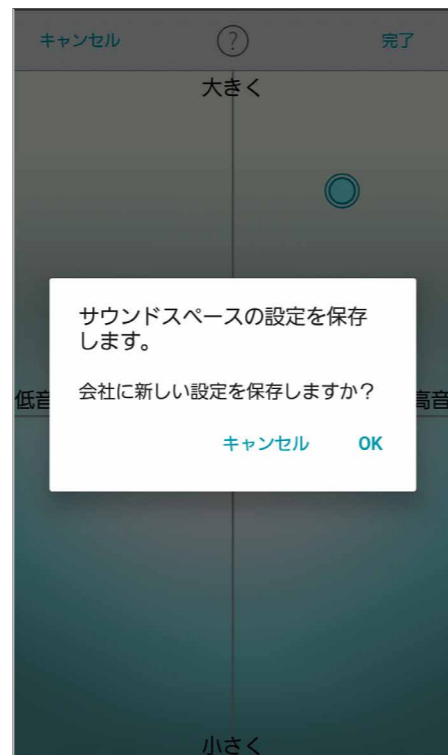 キャンセル ? 完了
大きく
サウンドスペースの設定を保存
します。
会社に新しい設定を保存しますか?
低音 高音
キャンセル OK
小さく